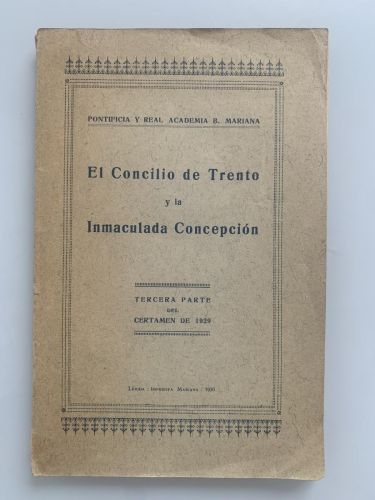 PONTIFICIA Y REAL ACADEMIA B. MARIANA
El Concilio de Trento
y la
Inmaculada Concepción
TERCERA PARTE
DEL
CERTAMEN DE 1929
LÉRIDA : IMPRENTA MARIANA : 1930